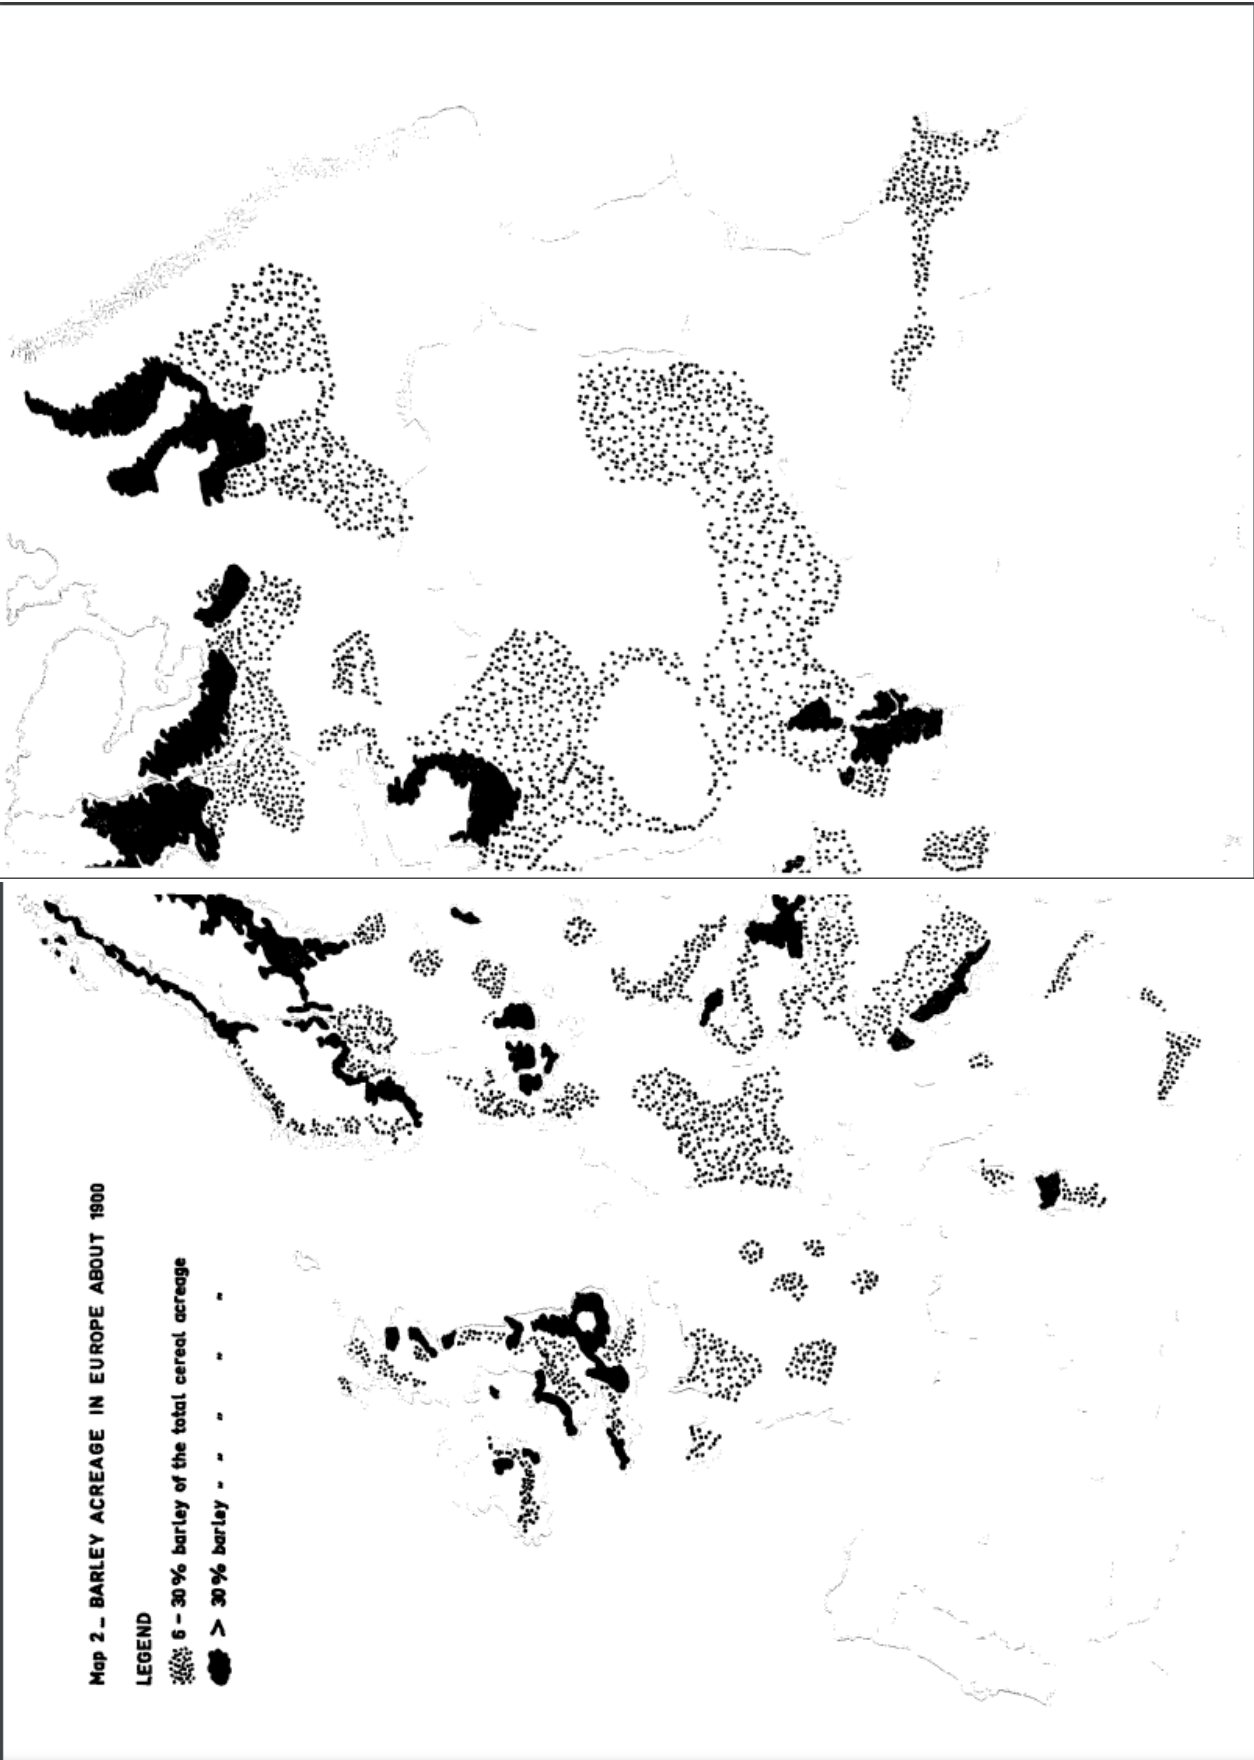 Map 2_ BARLEY ACREAGE IN EUROPE ABOUT 1900
LEGEND
6 - 30% barley of the total cereal acreage
> 30% barley " " " " "